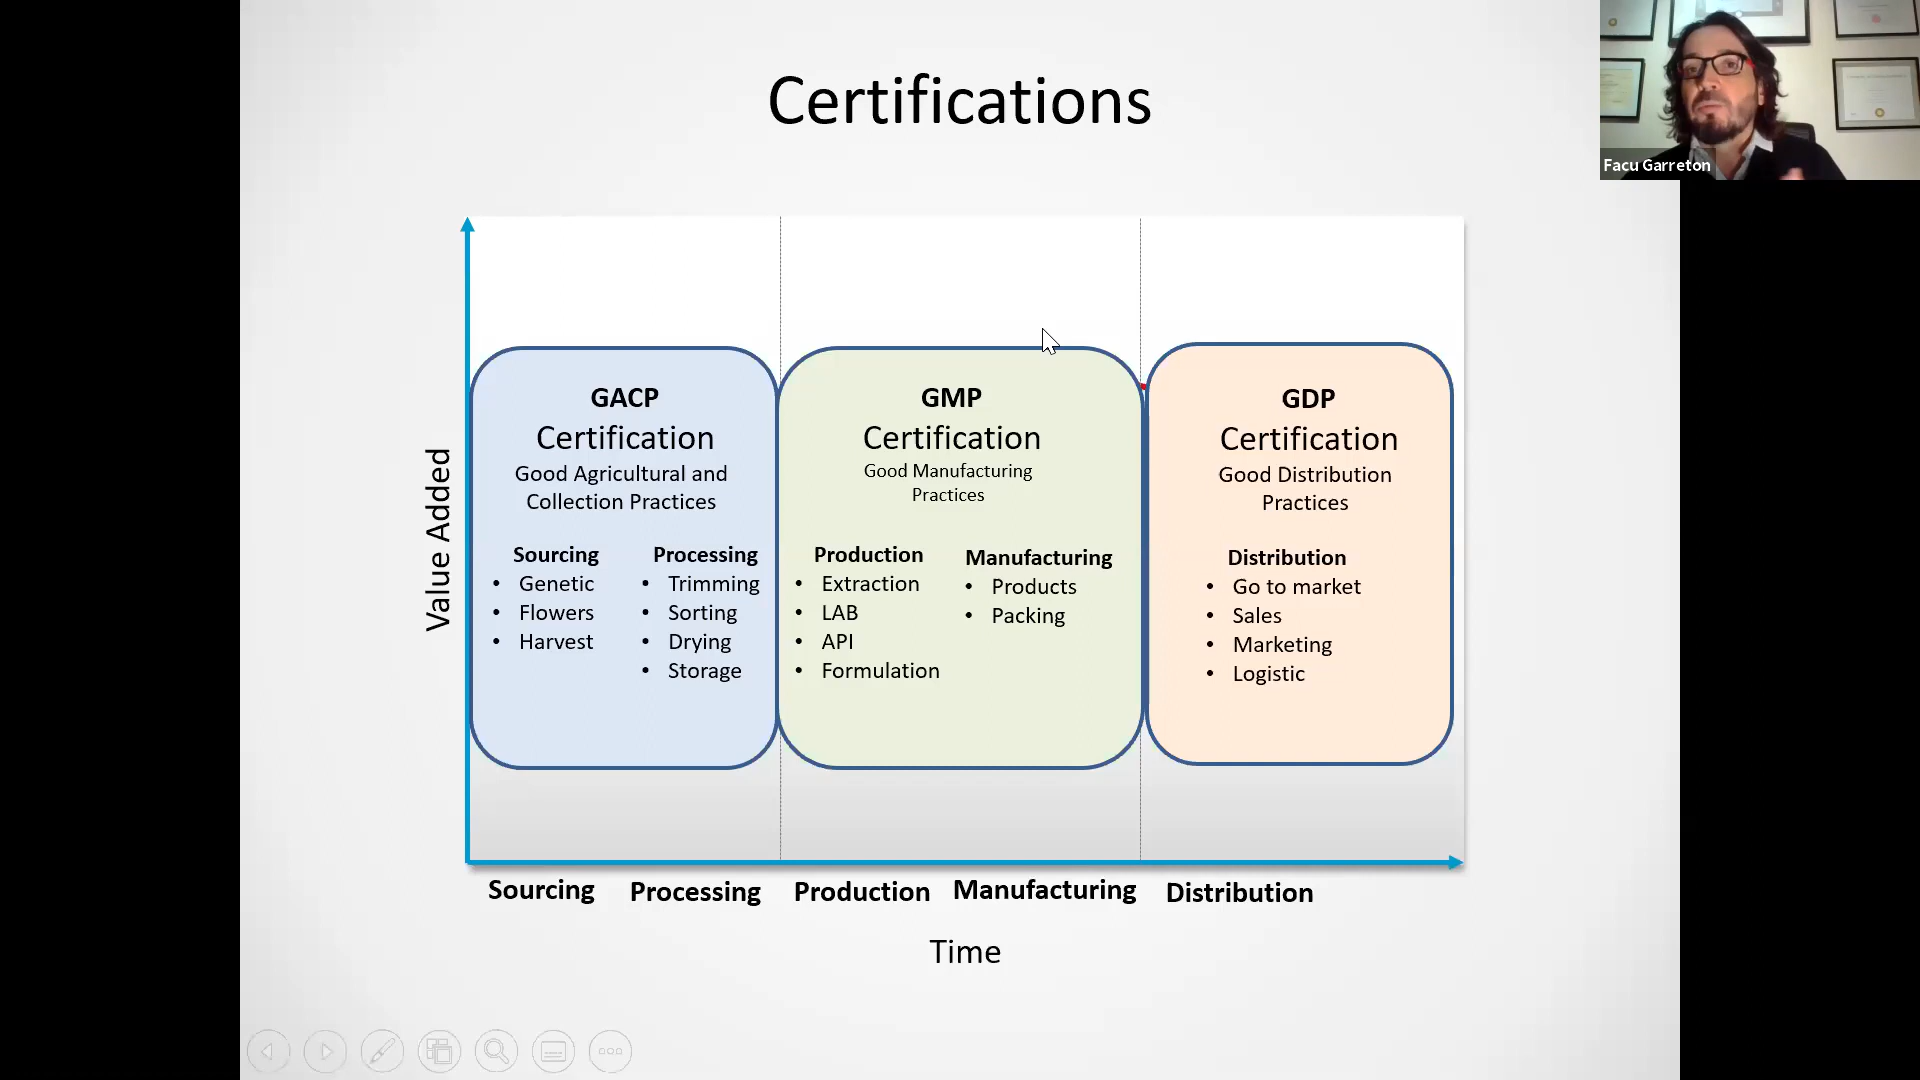 Certifications
Facu Garreton
Value Added
GACP
Certification
Good Agricultural and
Collection Practices
Sourcing
• Genetic
• Flowers
• Harvest
Processing
• Trimming
• Sorting
• Drying
• Storage
GMP
Certification
Good Manufacturing
Practices
Production
• Extraction
• LAB
• API
• Formulation
Manufacturing
• Products
• Packing
GDP
Certification
Good Distribution
Practices
Distribution
• Go to market
• Sales
• Marketing
• Logistic
Sourcing Processing Production Manufacturing Distribution
Time